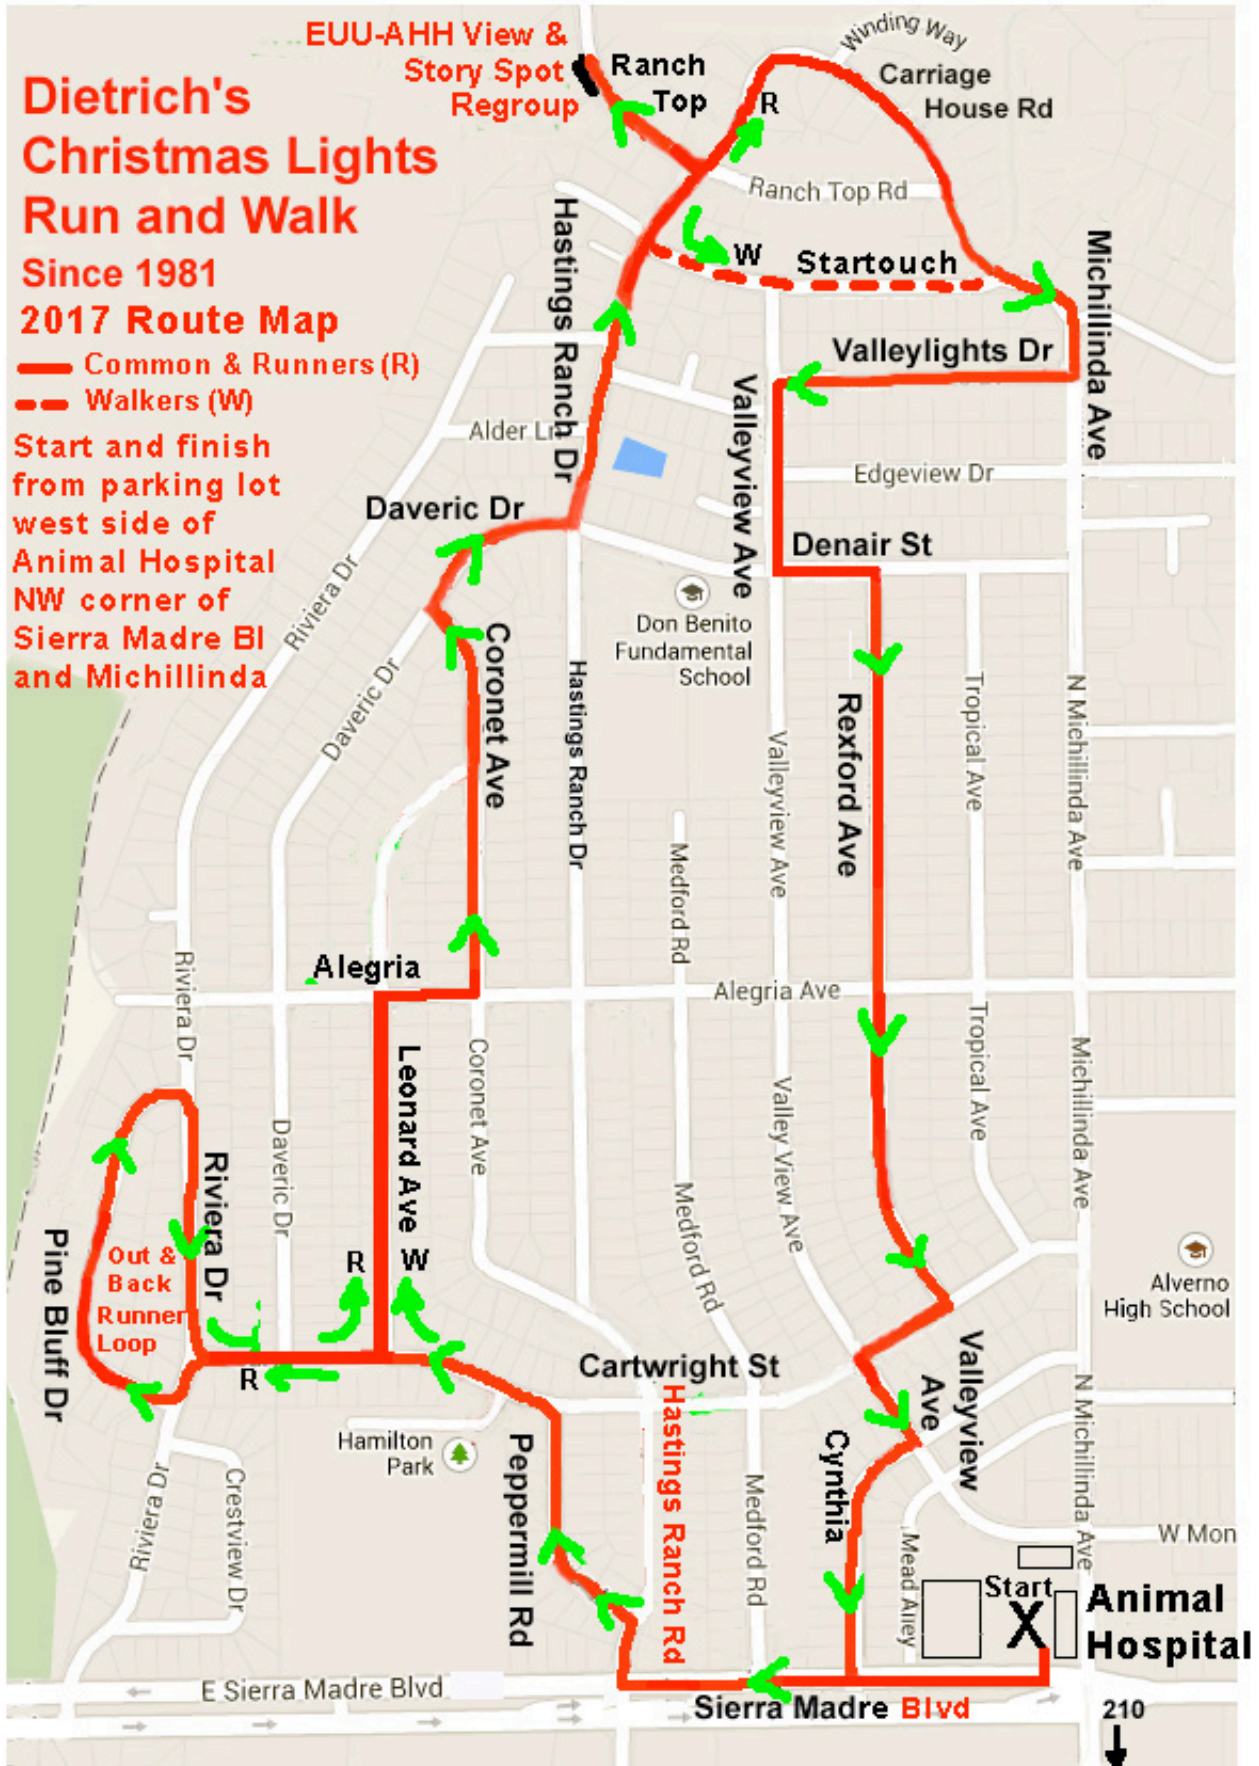 EUU-AHH View &
Story Spot
Regroup
Ranch
Top
R
Winding Way
Carriage
House Rd
Dietrich's
Christmas Lights
Run and Walk
Since 1981
2017 Route Map
Common & Runners (R)
Walkers (W)
Start and finish
from parking lot
west side of
Animal Hospital
NW corner of
Sierra Madre Bl
and Michillinda
Ranch Top Rd
Hastings Ranch Dr
W
Startouch
Michillinda Ave
Valleylights Dr
Valleyview Ave
Alder Ln
Edgeview Dr
Daveric Dr
Denair St
Riviera Dr
Don Benito
Fundamental
School
Coronet Ave
Daveric Dr
Hastings Ranch Dr
Rexford Ave
Tropical Ave
N Michillinda Ave
Valleyview Ave
Medford Rd
Alegria
Alegria Ave
Riviera Dr
Leonard Ave
Coronet Ave
Tropical Ave
Michillinda Ave
Valley View Ave
Daveric Dr
Riviera Dr
Medford Rd
Pine Bluff Dr
Out &
Back
Runner
Loop
R
W
Alverno
High School
R
Cartwright St
Valleyview
Ave
Hastings Ranch Rd
N Michillinda Ave
Hamilton
Park
Peppermill Rd
Cynthia
Riviera Dr
Crestview Dr
Medford Rd
Mead Alley
W Mon
Start
X
Animal
Hospital
E Sierra Madre Blvd
Sierra Madre Blvd
210